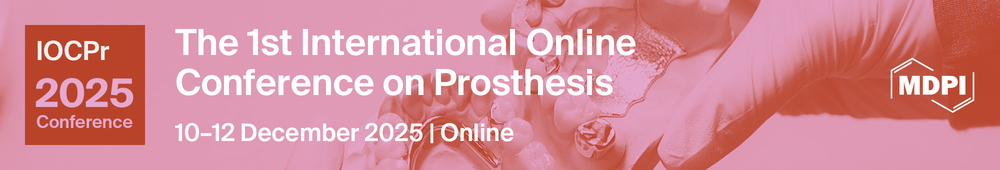 IOCPr
2025
Conference
The 1st International Online
Conference on Prosthesis
10–12 December 2025 | Online
MDPI